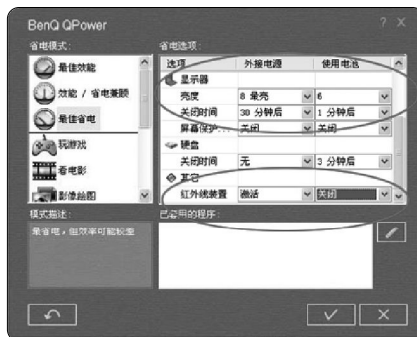 BenQ QPower
省电模式:
省电选项:
最佳效能
效能 / 省电兼顾
最佳省电
玩游戏
看电影
影像绘图
选项 外接电源 使用电池
显示器
亮度 8 最亮 6
关闭时间 30 分钟后 1 分钟后
屏幕保护... 关闭 关闭
硬盘
关闭时间 无 3 分钟后
其它
红外线装置 激活 关闭
模式描述:
最省电，但效率可能较差
已启用的程序: